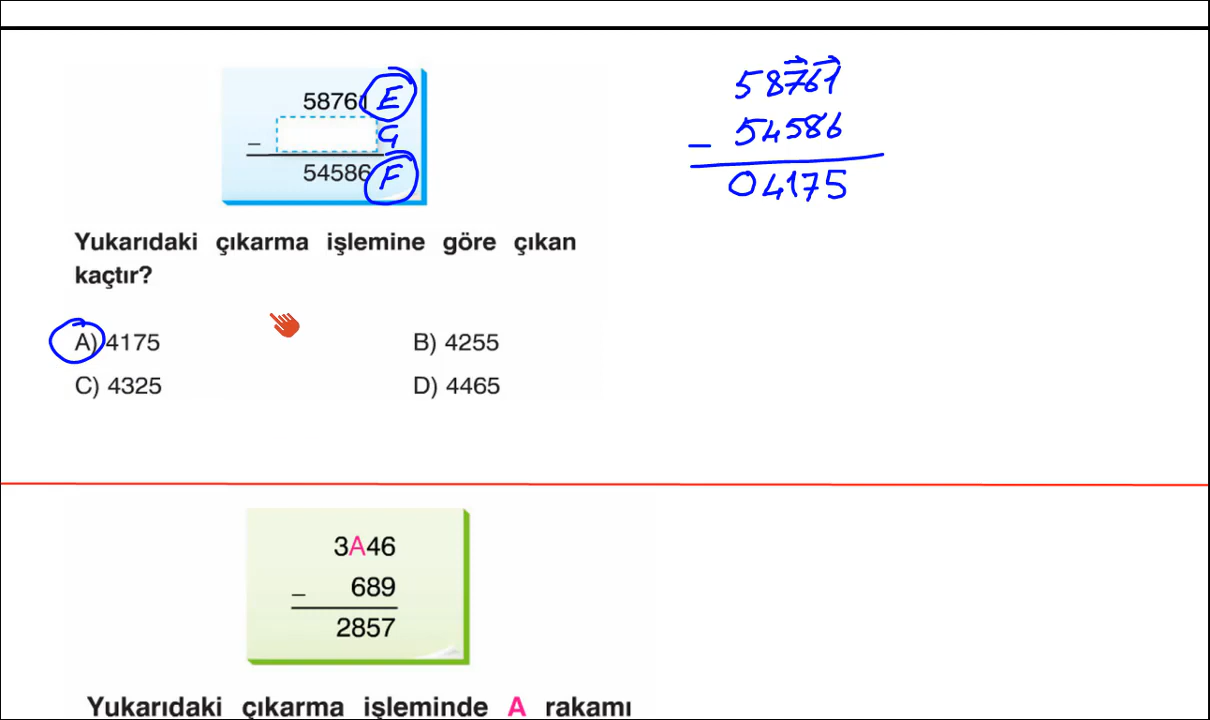 58761 E
_ G
54586 F
58761
_ 54586
04175
Yukarıdaki çıkarma işlemine göre çıkan
kaçtır?
A) 4175
B) 4255
C) 4325
D) 4465
3A46
_ 689
2857
Yukarıdaki çıkarma işleminde A rakamı